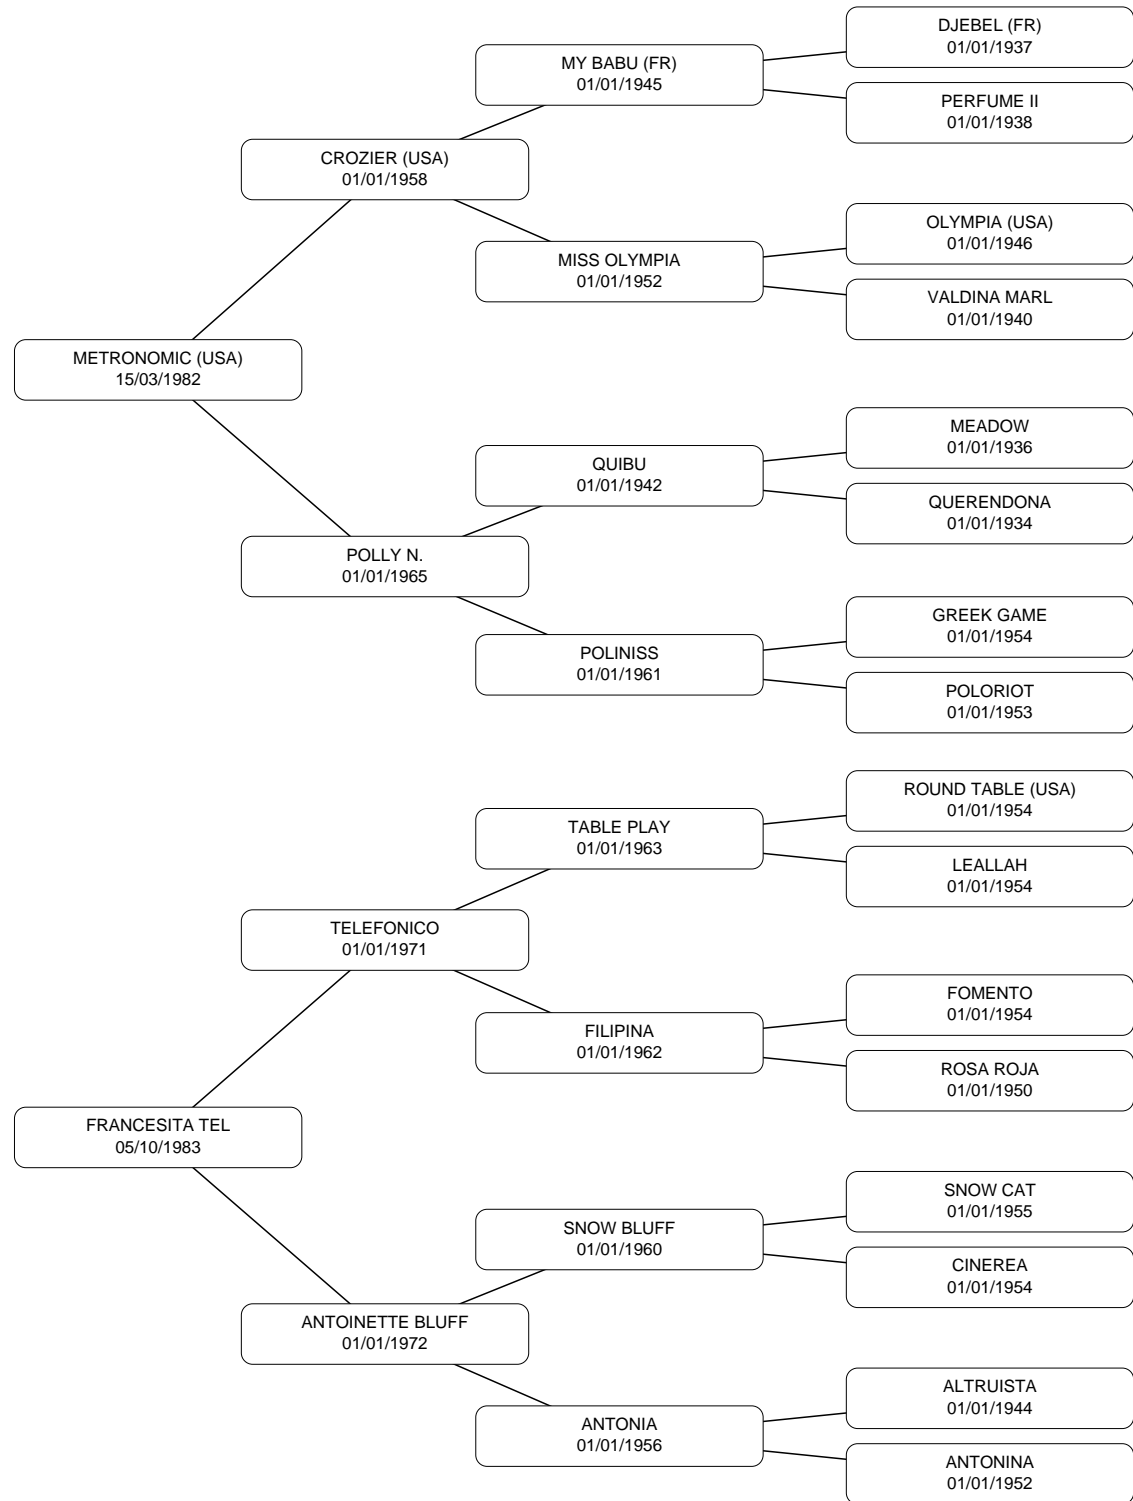 DJEBEL (FR)
01/01/1937
MY BABU (FR)
01/01/1945
PERFUME II
01/01/1938
CROZIER (USA)
01/01/1958
OLYMPIA (USA)
01/01/1946
MISS OLYMPIA
01/01/1952
VALDINA MARL
01/01/1940
METRONOMIC (USA)
15/03/1982
MEADOW
01/01/1936
QUIBU
01/01/1942
QUERENDONA
01/01/1934
POLLY N.
01/01/1965
GREEK GAME
01/01/1954
POLINISS
01/01/1961
POLORIOT
01/01/1953
ROUND TABLE (USA)
01/01/1954
TABLE PLAY
01/01/1963
LEALLAH
01/01/1954
TELEFONICO
01/01/1971
FOMENTO
01/01/1954
FILIPINA
01/01/1962
ROSA ROJA
01/01/1950
FRANCESITA TEL
05/10/1983
SNOW CAT
01/01/1955
SNOW BLUFF
01/01/1960
CINEREA
01/01/1954
ANTOINETTE BLUFF
01/01/1972
ALTRUISTA
01/01/1944
ANTONIA
01/01/1956
ANTONINA
01/01/1952